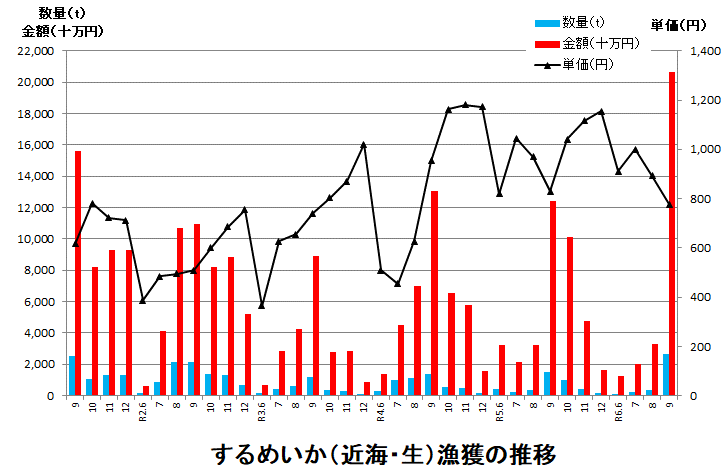 数量(t)
金額(十万円)
単価(円)
数量(t)
金額(十万円)
単価(円)
22,000
20,000
18,000
16,000
14,000
12,000
10,000
8,000
6,000
4,000
2,000
0
1,400
1,200
1,000
800
600
400
200
0
9 10 11 12 R2.6 7 8 9 10 11 12 R3.6 7 8 9 10 11 12 R4.6 7 8 9 10 11 12 R5.6 7 8 9 10 11 12 R6.6 7 8 9
するめいか(近海・生)漁獲の推移